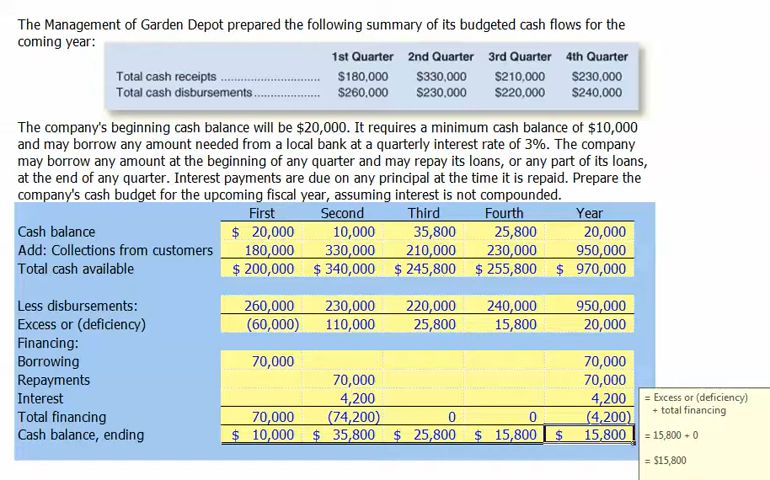 The Management of Garden Depot prepared the following summary of its budgeted cash flows for the
coming year:
1st Quarter 2nd Quarter 3rd Quarter 4th Quarter
Total cash receipts .............................. $180,000 $330,000 $210,000 $230,000
Total cash disbursements.................... $260,000 $230,000 $220,000 $240,000
The company's beginning cash balance will be $20,000. It requires a minimum cash balance of $10,000
and may borrow any amount needed from a local bank at a quarterly interest rate of 3%. The company
may borrow any amount at the beginning of any quarter and may repay its loans, or any part of its loans,
at the end of any quarter. Interest payments are due on any principal at the time it is repaid. Prepare the
company's cash budget for the upcoming fiscal year, assuming interest is not compounded.
First Second Third Fourth Year
Cash balance $ 20,000 10,000 35,800 25,800 20,000
Add: Collections from customers 180,000 330,000 210,000 230,000 950,000
Total cash available $ 200,000 $ 340,000 $ 245,800 $ 255,800 $ 970,000
Less disbursements: 260,000 230,000 220,000 240,000 950,000
Excess or (deficiency) (60,000) 110,000 25,800 15,800 20,000
Financing:
Borrowing 70,000 70,000
Repayments 70,000 70,000
Interest 4,200 4,200
Total financing 70,000 (74,200) 0 0 (4,200)
Cash balance, ending $ 10,000 $ 35,800 $ 25,800 $ 15,800 $ 15,800
= Excess or (deficiency)
+ total financing
= 15,800 + 0
= $15,800